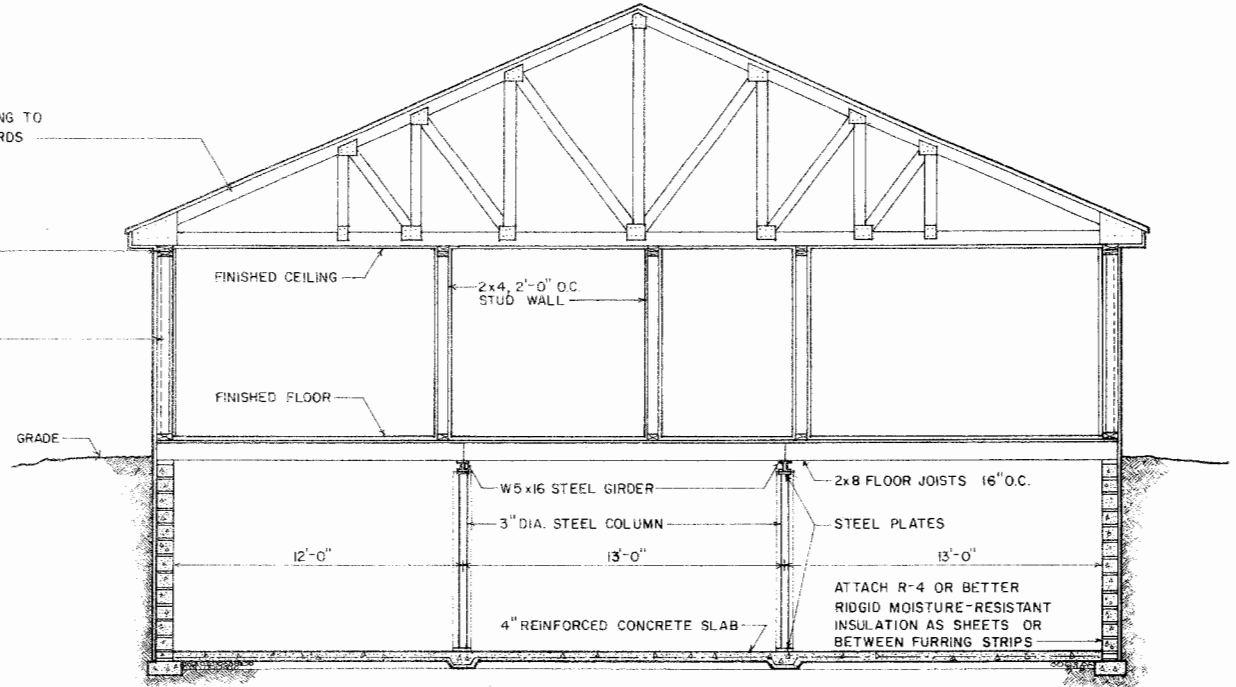 NG TO
RDS
FINISHED CEILING
2x4, 2'-0" O.C.
STUD WALL
FINISHED FLOOR
GRADE
W5x16 STEEL GIRDER
2x8 FLOOR JOISTS 16" O.C.
3" DIA. STEEL COLUMN
STEEL PLATES
12'-0"
13'-0"
13'-0"
ATTACH R-4 OR BETTER
RIDGID MOISTURE-RESISTANT
INSULATION AS SHEETS OR
BETWEEN FURRING STRIPS
4" REINFORCED CONCRETE SLAB